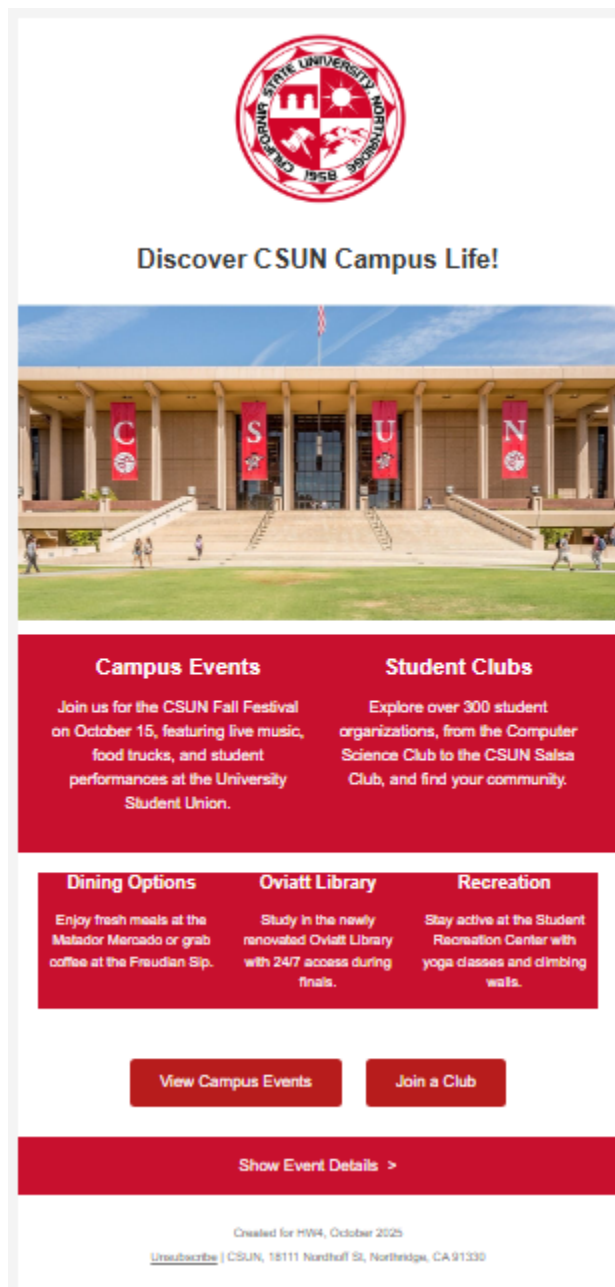 CALIFORNIA STATE UNIVERSITY, NORTHRIDGE
1958
Discover CSUN Campus Life!
C S U N
Campus Events
Join us for the CSUN Fall Festival
on October 15, featuring live music,
food trucks, and student
performances at the University
Student Union.
Student Clubs
Explore over 300 student
organizations, from the Computer
Science Club to the CSUN Salsa
Club, and find your community.
Dining Options
Enjoy fresh meals at the
Matador Mercado or grab
coffee at the Freudian Sip.
Oviatt Library
Study in the newly
renovated Oviatt Library
with 24/7 access during
finals.
Recreation
Stay active at the Student
Recreation Center with
yoga classes and climbing
walls.
View Campus Events
Join a Club
Show Event Details >
Created for HW4, October 2025
Unsubscribe | CSUN, 18111 Nordhoff St, Northridge, CA 91330